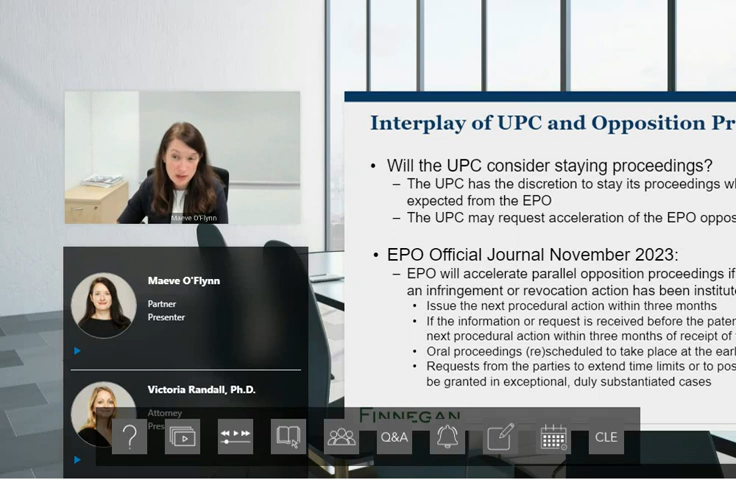 Interplay of UPC and Opposition Pr
• Will the UPC consider staying proceedings?
– The UPC has the discretion to stay its proceedings
expected from the EPO
– The UPC may request acceleration of the EPO oppos
• EPO Official Journal November 2023:
– EPO will accelerate parallel opposition proceedings if
an infringement or revocation action has been institut
• Issue the next procedural action within three months
• If the information or request is received before the paten
next procedural action within three months of receipt of
• Oral proceedings (re)scheduled to take place at the earl
• Requests from the parties to extend time limits or to pos
be granted in exceptional, duly substantiated cases
FINNEGAN
Maeve O'Flynn
Maeve O'Flynn
Partner
Presenter
Victoria Randall, Ph.D.
Attorney
Pres
?
Q&A
CLE